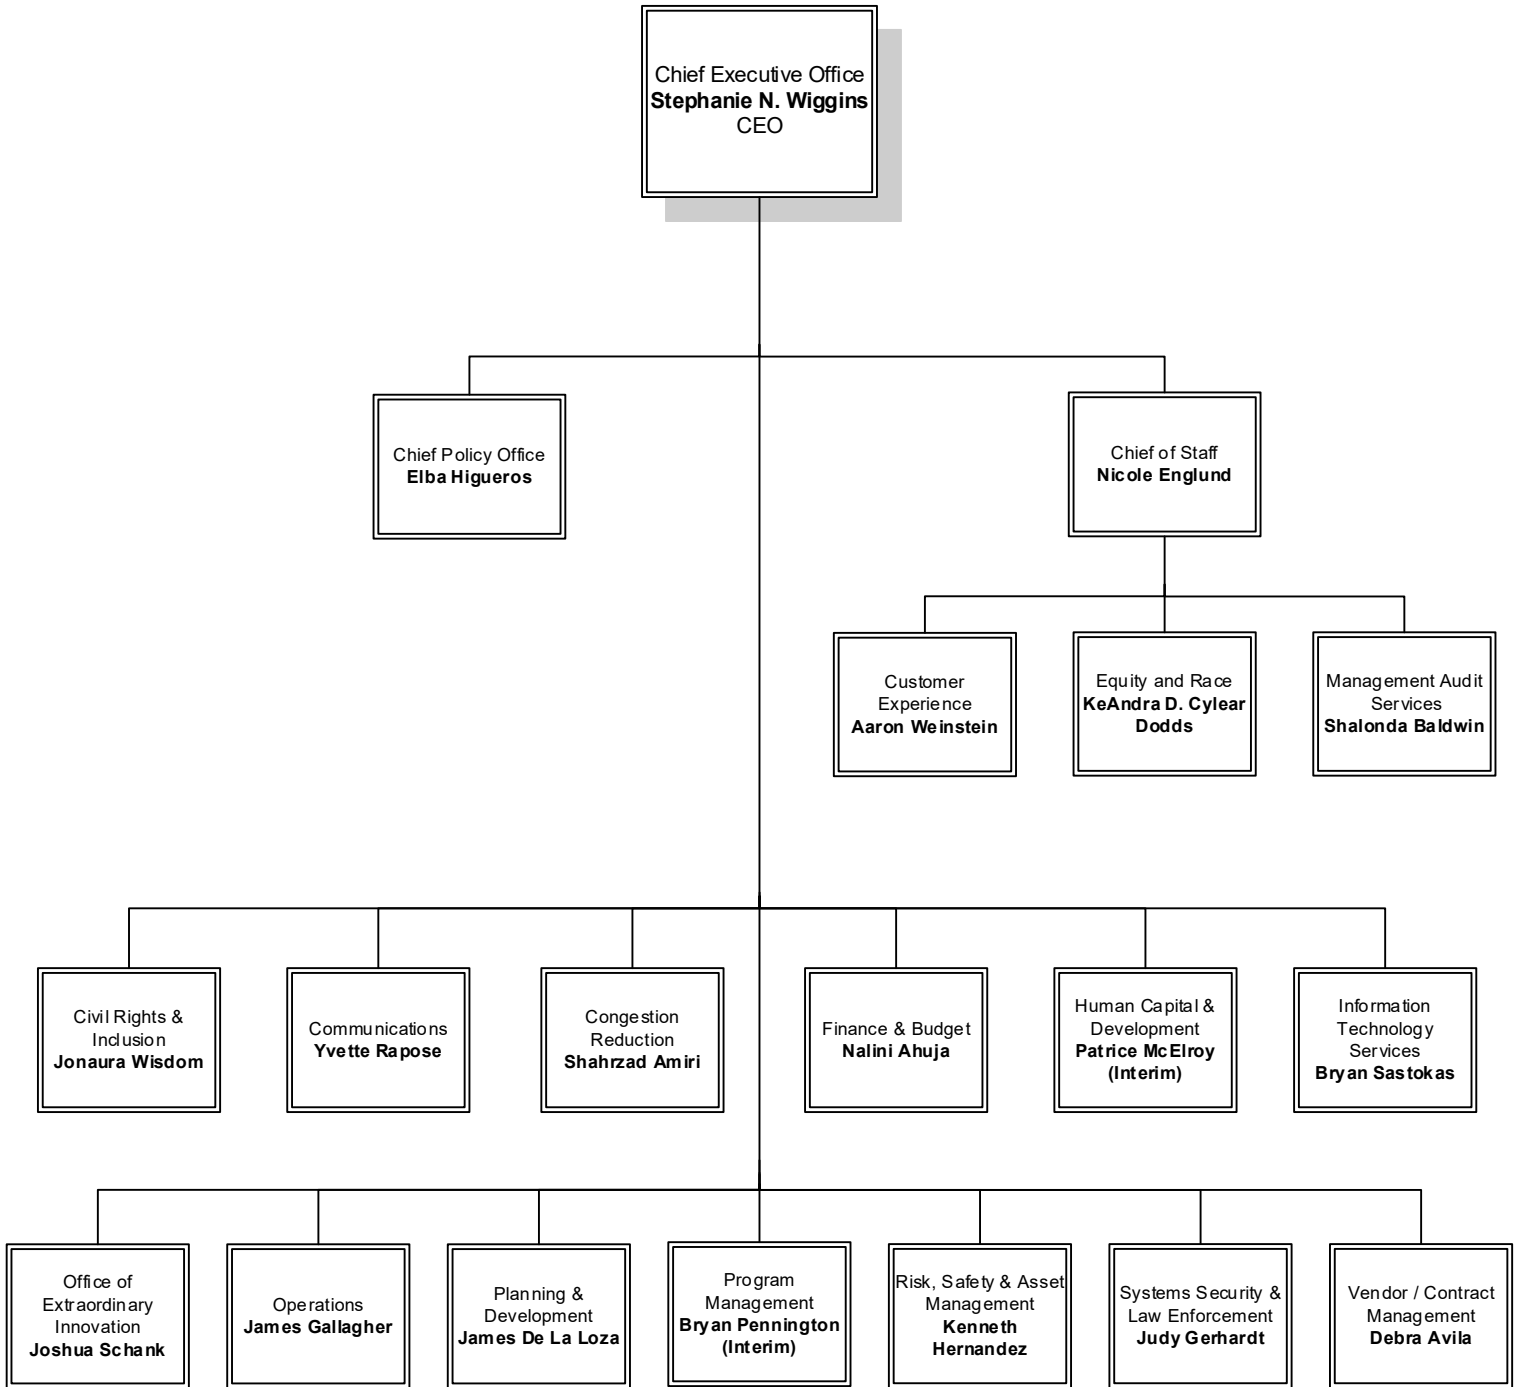 Chief Executive Office
Stephanie N. Wiggins
CEO
Chief Policy Office
Elba Higueros
Chief of Staff
Nicole Englund
Customer
Experience
Aaron Weinstein
Equity and Race
KeAndra D. Cylear
Dodds
Management Audit
Services
Shalonda Baldwin
Civil Rights &
Inclusion
Jonaura Wisdom
Communications
Yvette Rapose
Congestion
Reduction
Shahrzad Amiri
Finance & Budget
Nalini Ahuja
Human Capital &
Development
Patrice McElroy
(Interim)
Information
Technology
Services
Bryan Sastokas
Office of
Extraordinary
Innovation
Joshua Schank
Operations
James Gallagher
Planning &
Development
James De La Loza
Program
Management
Bryan Pennington
(Interim)
Risk, Safety & Asset
Management
Kenneth
Hernandez
Systems Security &
Law Enforcement
Judy Gerhardt
Vendor / Contract
Management
Debra Avila